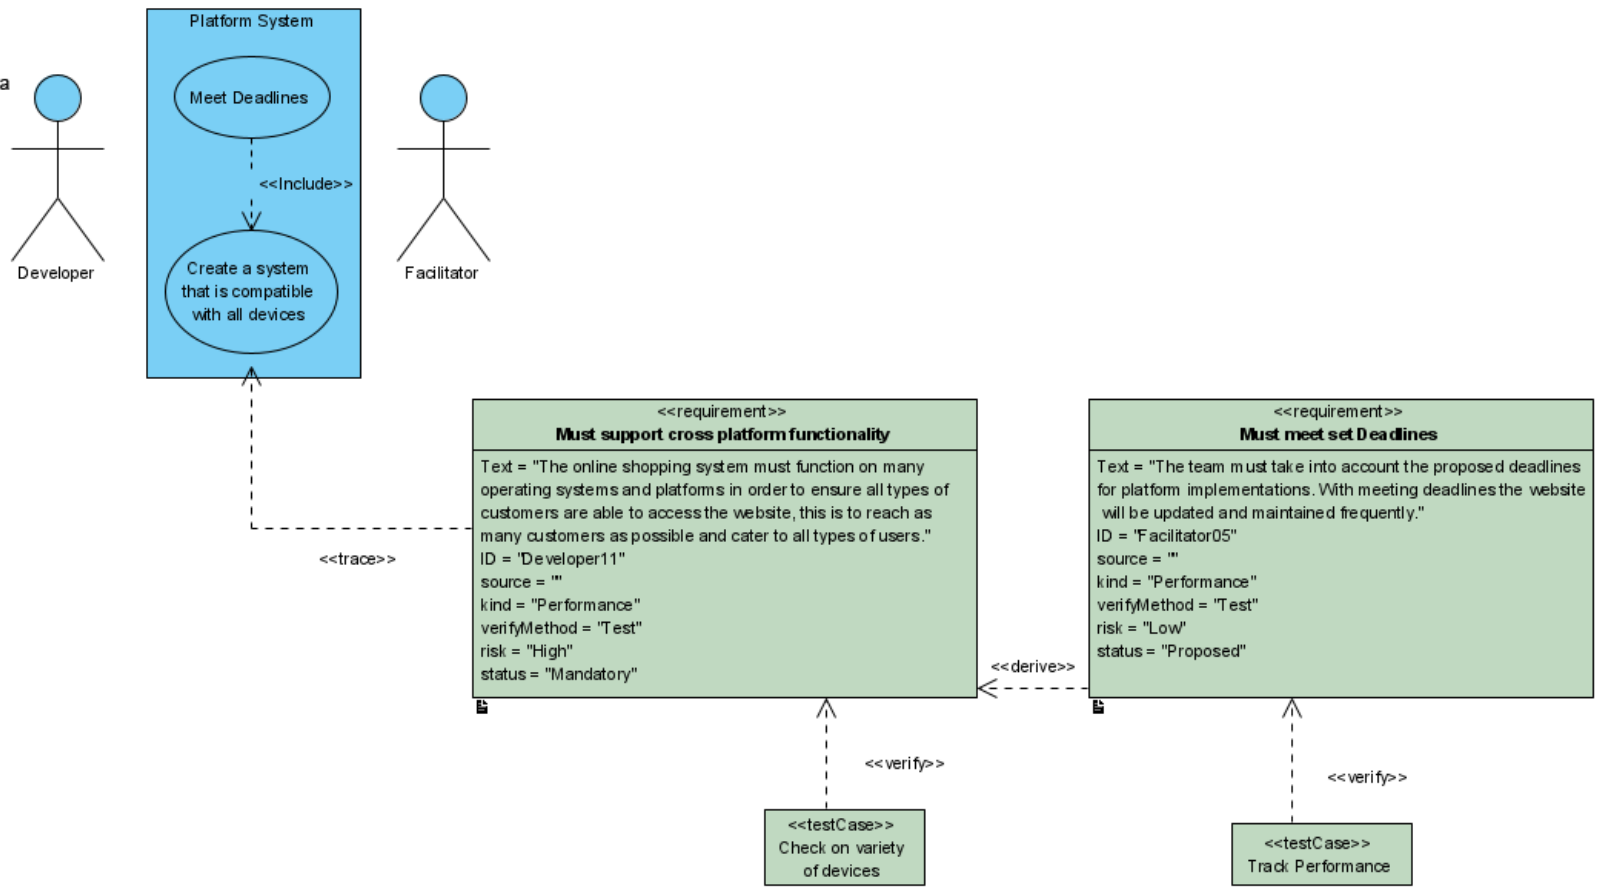 Platform System
a
Meet Deadlines
<<Include>>
Developer
Facilitator
Create a system
that is compatible
with all devices
<<trace>>
<<requirement>>
Must support cross platform functionality
Text = "The online shopping system must function on many
operating systems and platforms in order to ensure all types of
customers are able to access the website, this is to reach as
many customers as possible and cater to all types of users."
ID = "Developer11"
source = ""
kind = "Performance"
verifyMethod = "Test"
risk = "High"
status = "Mandatory"
<<derive>>
<<requirement>>
Must meet set Deadlines
Text = "The team must take into account the proposed deadlines
for platform implementations. With meeting deadlines the website
will be updated and maintained frequently."
ID = "Facilitator05"
source = ""
kind = "Performance"
verifyMethod = "Test"
risk = "Low"
status = "Proposed"
<<verify>>
<<verify>>
<<testCase>>
Check on variety
of devices
<<testCase>>
Track Performance